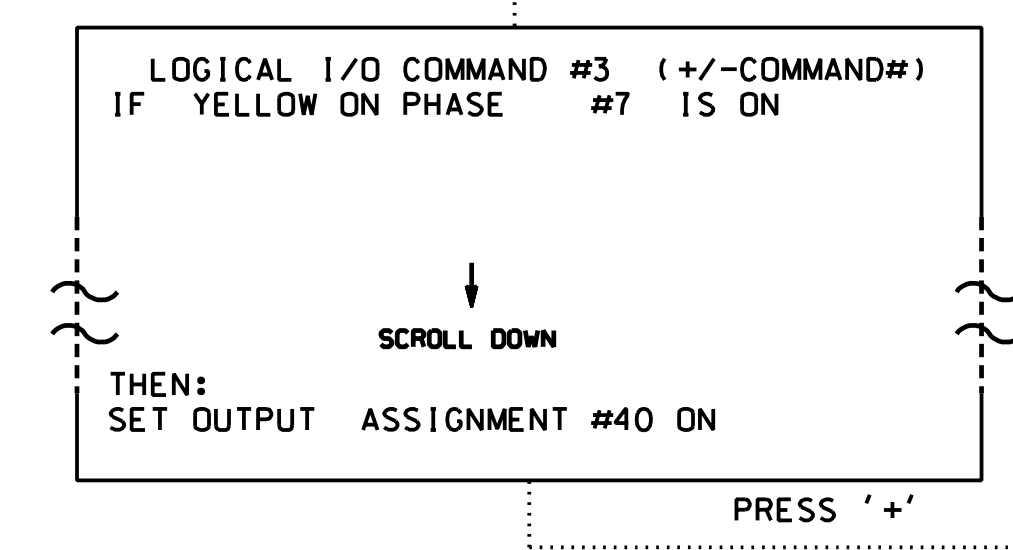 LOGICAL I/O COMMAND #3 (+/-COMMAND#)
IF YELLOW ON PHASE #7 IS ON
SCROLL DOWN
THEN:
SET OUTPUT ASSIGNMENT #40 ON
PRESS '+'